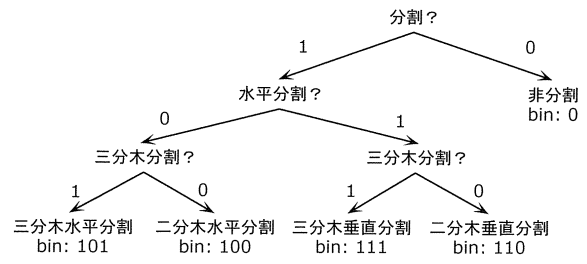 分割？
1
0
水平分割？
非分割
bin: 0
0
1
三分木分割？
三分木分割？
1
0
1
0
三分木水平分割
二分木水平分割
三分木垂直分割
二分木垂直分割
bin: 101
bin: 100
bin: 111
bin: 110